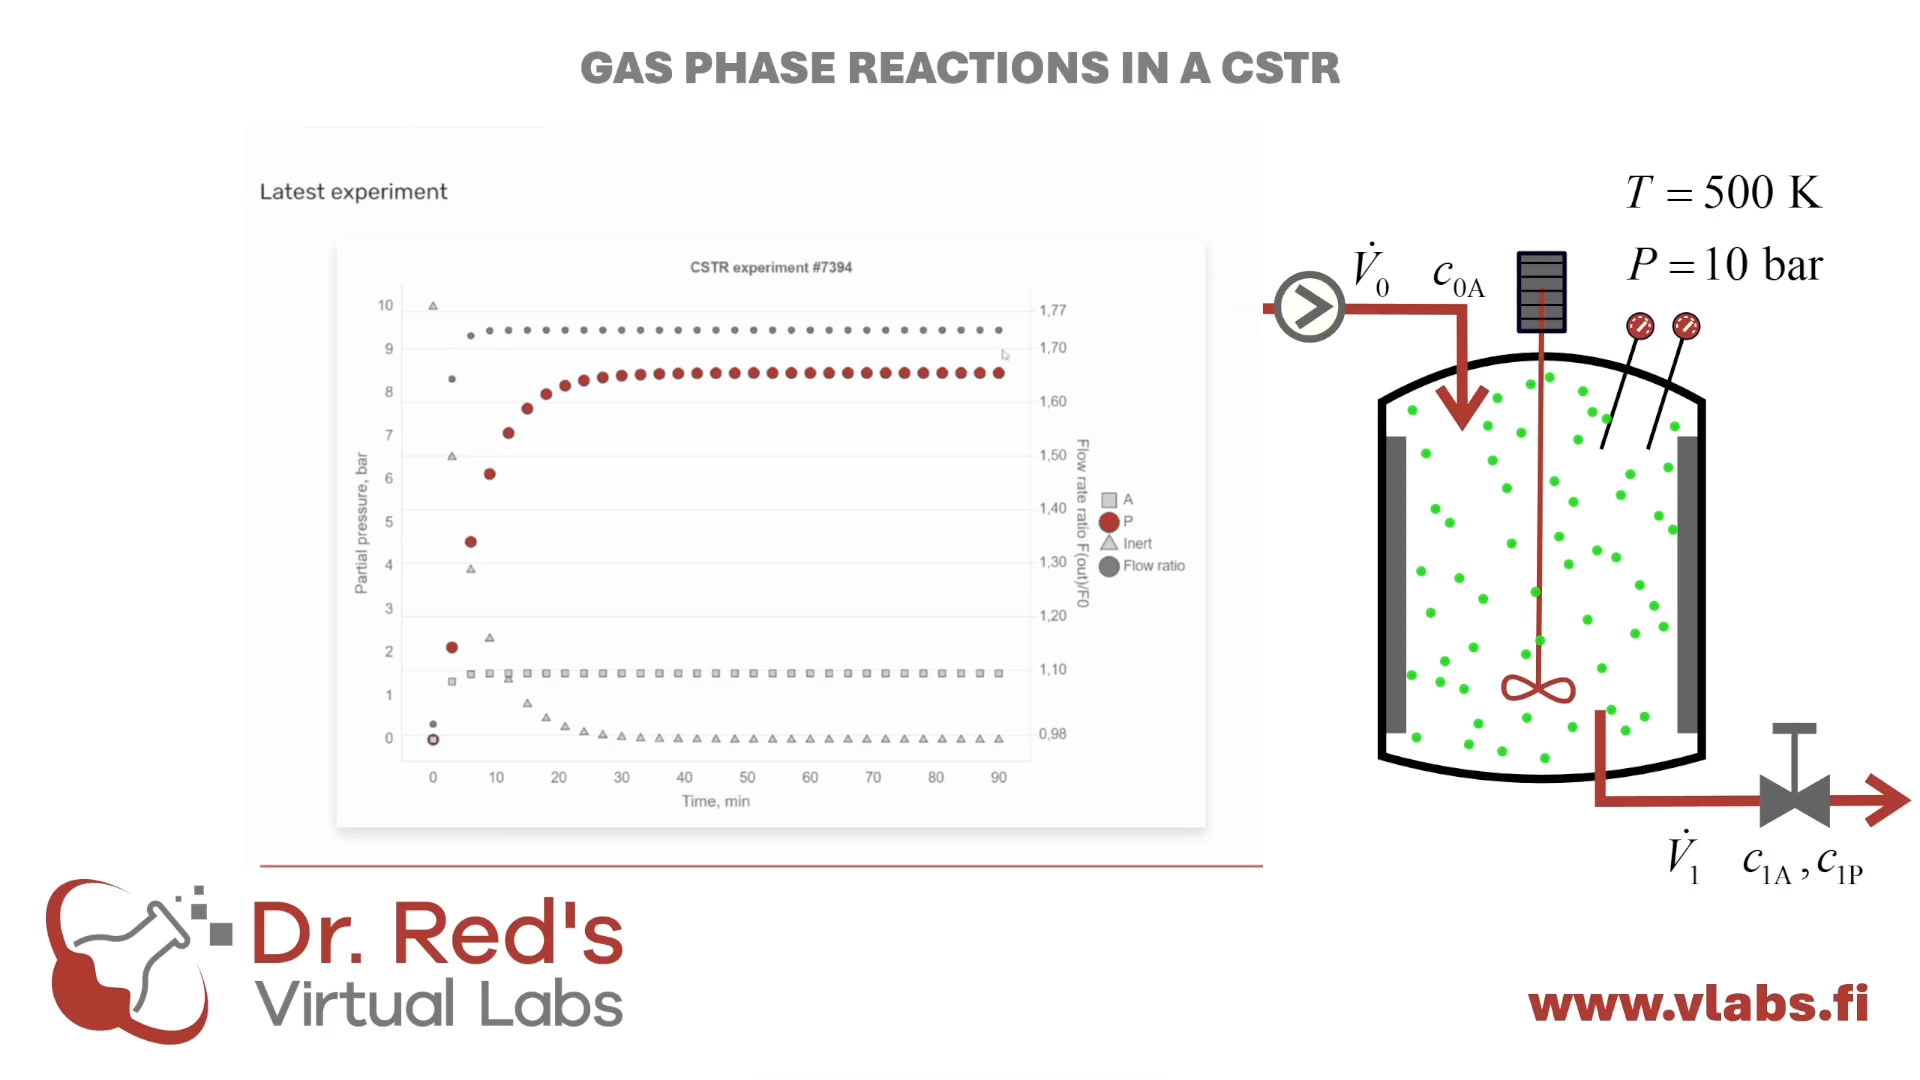 GAS PHASE REACTIONS IN A CSTR
Latest experiment
CSTR experiment #7394
10
9
8
7
6
5
4
3
2
1
0
Partial pressure, bar
1,77
1,70
1,60
1,50
1,40
1,30
1,20
1,10
0,98
Flow rate ratio F(out)/F0
0 10 20 30 40 50 60 70 80 90
Time, min
A
P
Inert
Flow ratio
T = 500 K
P = 10 bar
V̇0 c0A
V̇1 c1A , c1P
Dr. Red's
Virtual Labs
www.vlabs.fi